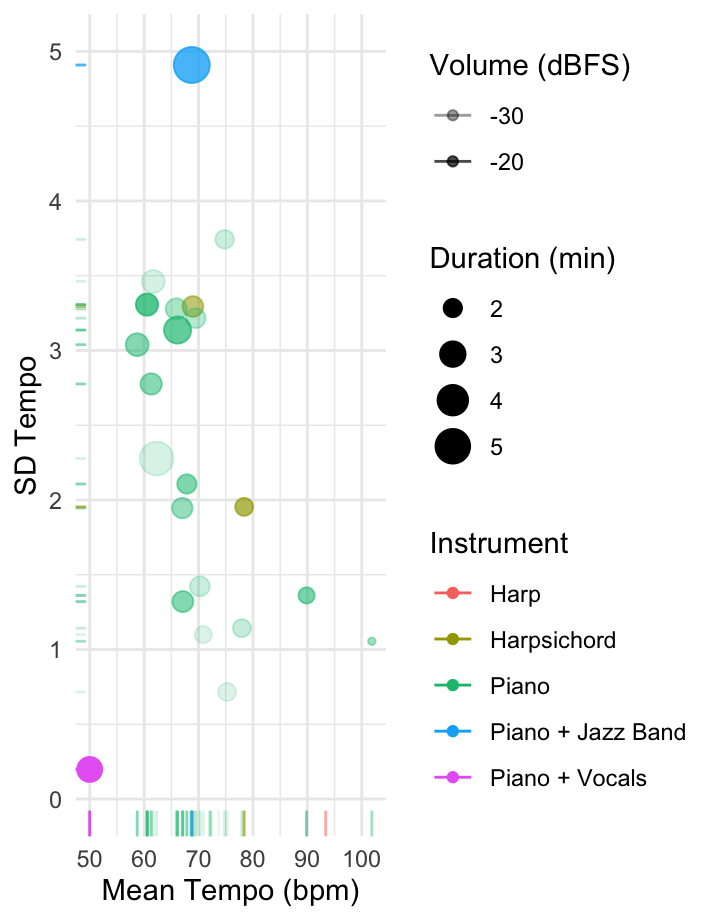 5
4
3
2
1
0
SD Tempo
50 60 70 80 90 100
Mean Tempo (bpm)
Volume (dBFS)
-30
-20
Duration (min)
2
3
4
5
Instrument
Harp
Harpsichord
Piano
Piano + Jazz Band
Piano + Vocals